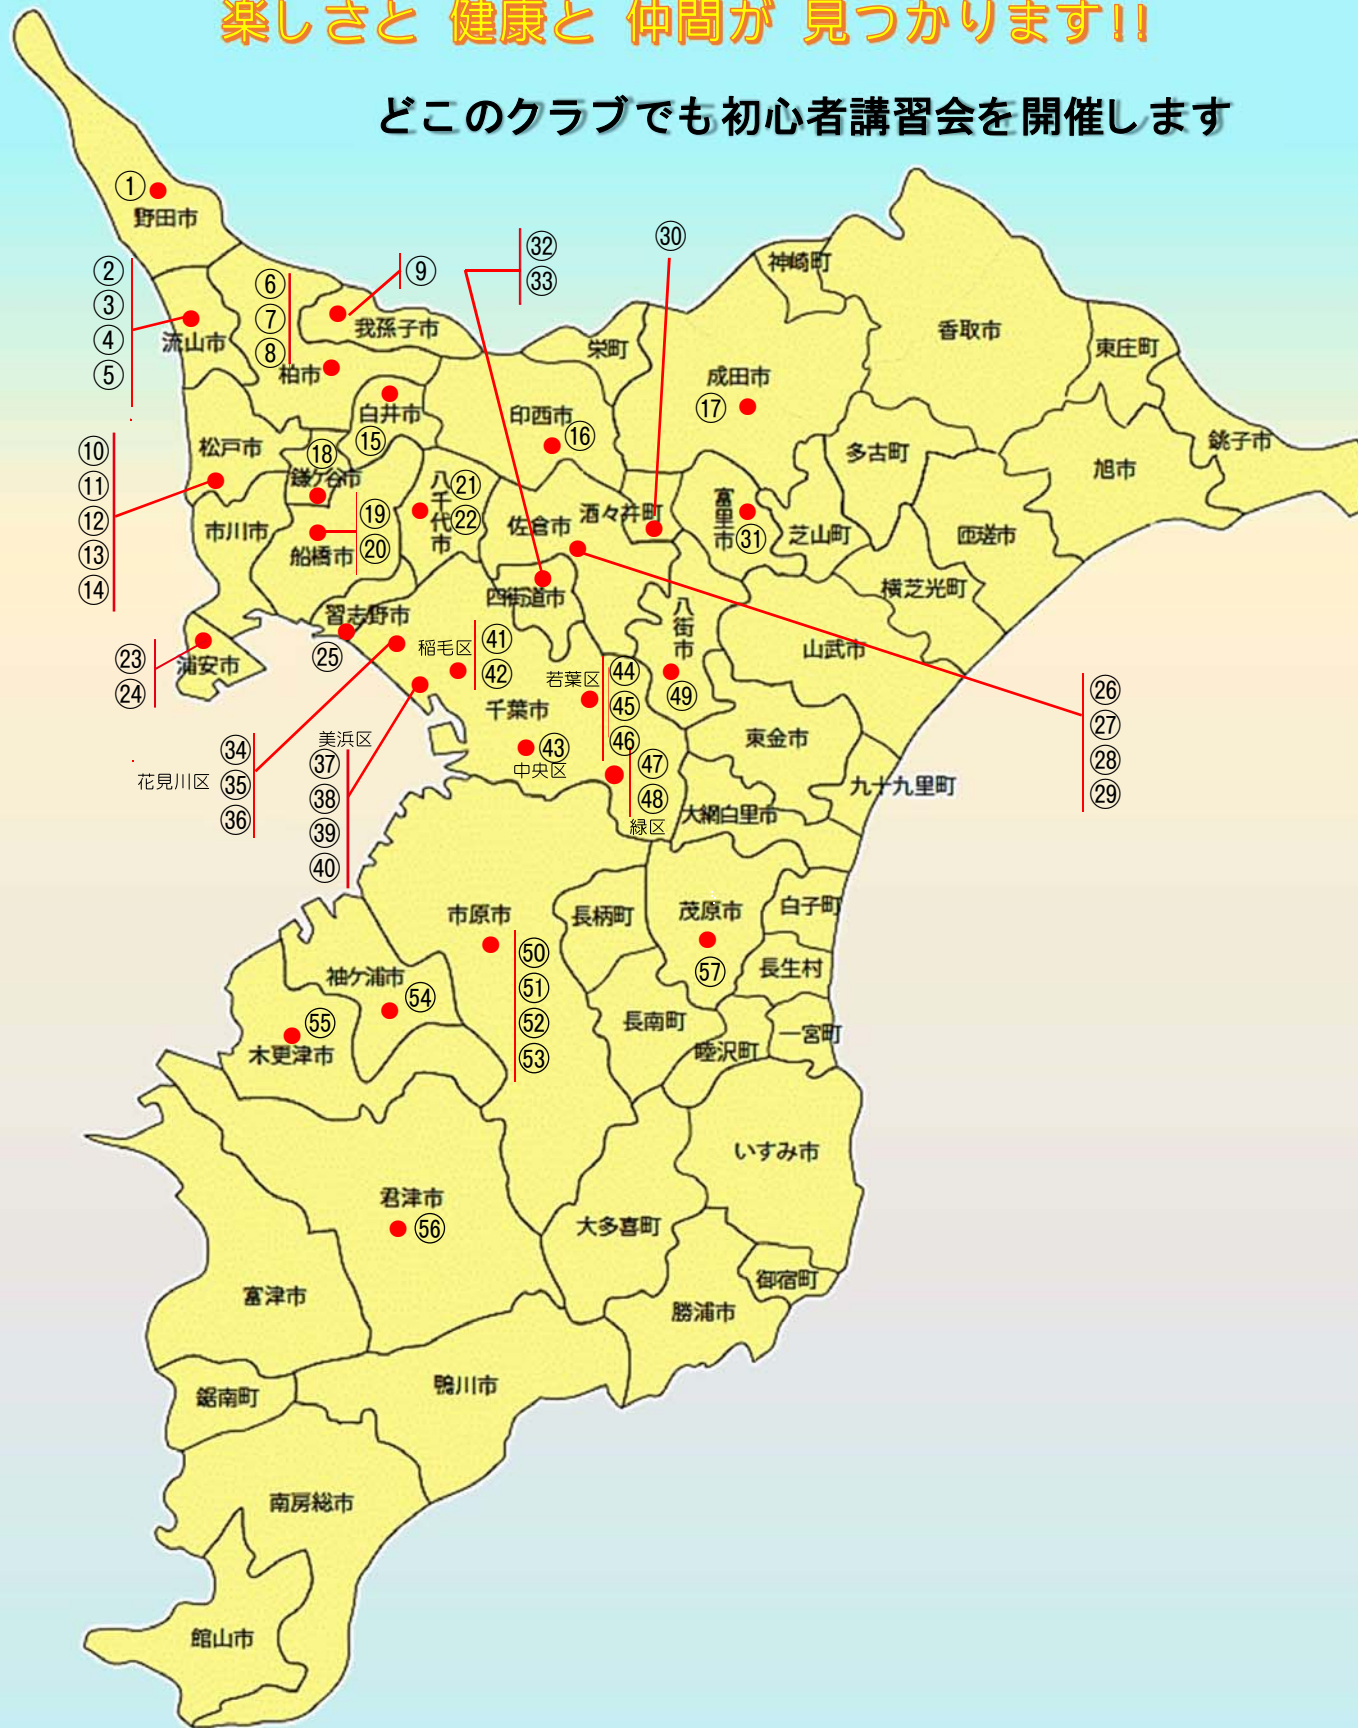 楽しさと 健康と 仲間が 見つかります!!
どこのクラブでも初心者講習会を開催します
①
野田市
②
③
④
⑤
流山市
⑥
⑦
⑧
柏市
⑨
我孫子市
㉜
㉝
㉚
神崎町
香取市
東庄町
栄町
成田市
⑰
白井市
⑮
印西市
⑯
銚子市
旭市
多古町
松戸市
⑩
⑪
⑫
⑬
⑭
⑱
鎌ケ谷市
市川市
⑲
⑳
船橋市
八千代市
㉑
㉒
佐倉市
酒々井町
富里市
㉛
芝山町
匝瑳市
横芝光町
四街道市
習志野市
㉕
浦安市
㉓
㉔
八街市
㊾
山武市
稲毛区
㊶
㊷
若葉区
㊹
㊺
㊻
千葉市
㊸
中央区
㊼
㊽
緑区
㉖
㉗
㉘
㉙
東金市
九十九里町
大網白里市
花見川区
㉞
㉟
㊱
美浜区
㊲
㊳
㊴
㊵
市原市
㊿
51
52
53
長柄町
茂原市
57
白子町
長生村
袖ケ浦市
54
55
木更津市
長南町
睦沢町
一宮町
いすみ市
君津市
56
大多喜町
御宿町
勝浦市
富津市
鋸南町
鴨川市
南房総市
館山市